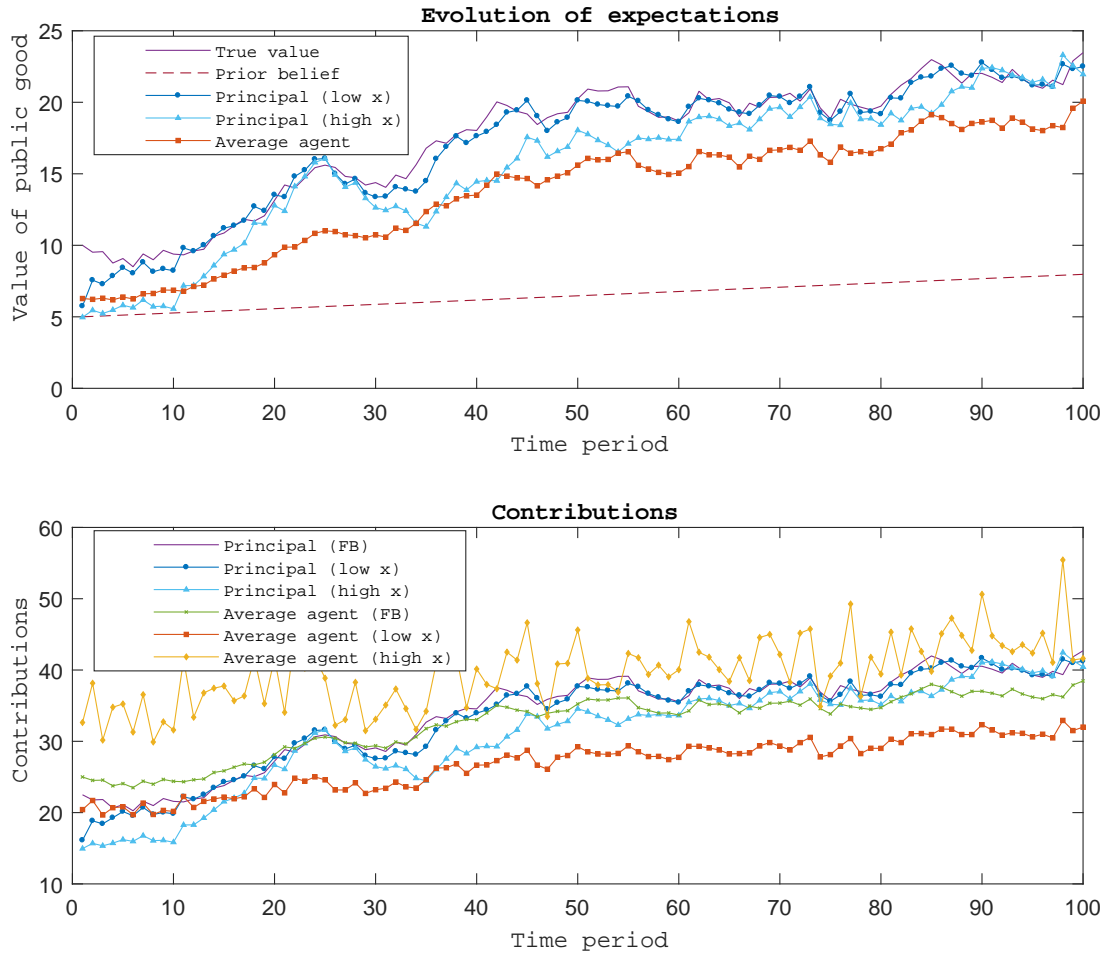 Evolution of expectations
25
20
15
10
5
0
Value of public good
True value
Prior belief
Principal (low x)
Principal (high x)
Average agent
0 10 20 30 40 50 60 70 80 90 100
Time period
Contributions
60
50
40
30
20
10
Contributions
Principal (FB)
Principal (low x)
Principal (high x)
Average agent (FB)
Average agent (low x)
Average agent (high x)
0 10 20 30 40 50 60 70 80 90 100
Time period